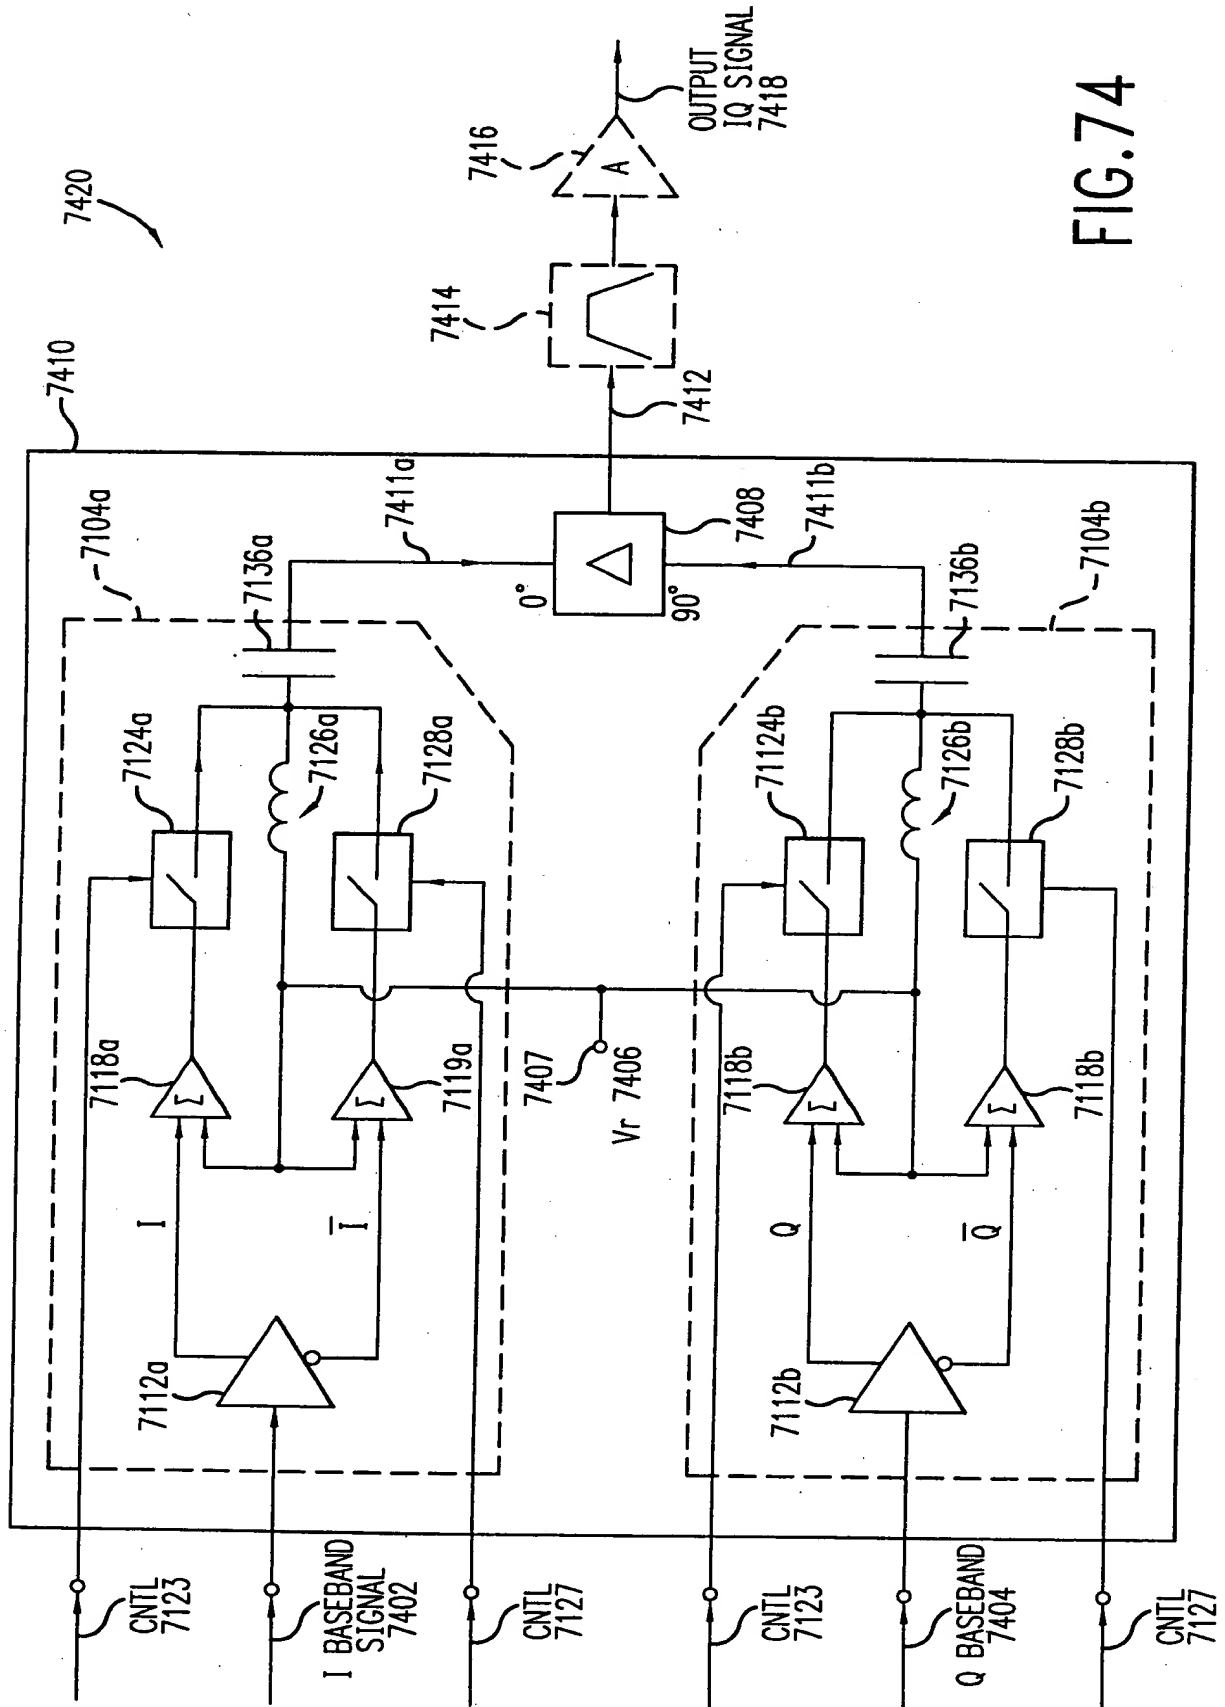 7420
7410
7104a
7136a
7124a
7126a
7128a
7118a
7119a
7112a
I
I̅
CNTL
7123
I BASEBAND
SIGNAL
7402
CNTL
7127
7411a
0°
90°
7408
7411b
7412
7414
7416
A
OUTPUT
IQ SIGNAL
7418
7407
Vr 7406
7104b
7136b
71124b
7126b
7128b
7118b
Σ
Σ
Σ
Σ
7118b
7112b
Q
Q̅
CNTL
7123
Q BASEBAND
7404
CNTL
7127
FIG.74